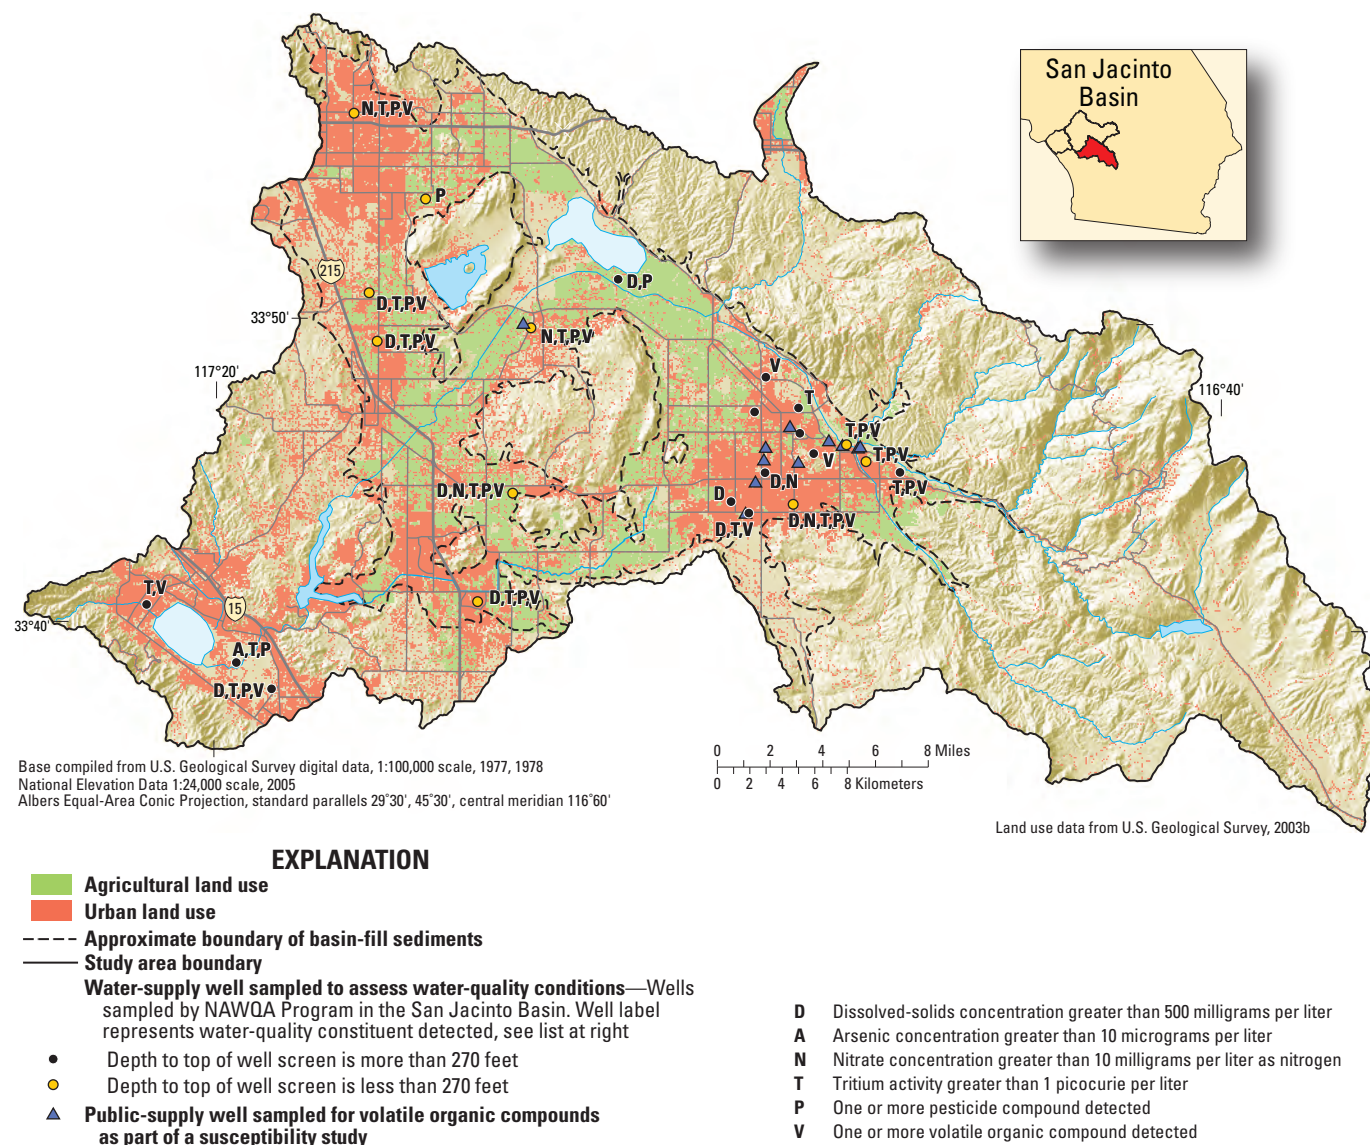 San Jacinto
Basin
N,T,P,V
P
215
D,P
D,T,P,V
33°50'
N,T,P,V
D,T,P,V
117°20'
V
116°40'
T
T,P,V
T,P,V
V
D,N
T,P,V
D,N,T,P,V
D
D,N,T,P,V
D,T,V
T,V
D,T,P,V
15
33°40'
A,T,P
D,T,P,V
0 2 4 6 8 Miles
0 2 4 6 8 Kilometers
Base compiled from U.S. Geological Survey digital data, 1:100,000 scale, 1977, 1978
National Elevation Data 1:24,000 scale, 2005
Albers Equal-Area Conic Projection, standard parallels 29°30', 45°30', central meridian 116°60'
Land use data from U.S. Geological Survey, 2003b
EXPLANATION
Agricultural land use
Urban land use
Approximate boundary of basin-fill sediments
Study area boundary
Water-supply well sampled to assess water-quality conditions—Wells
sampled by NAWQA Program in the San Jacinto Basin. Well label
represents water-quality constituent detected, see list at right
Depth to top of well screen is more than 270 feet
Depth to top of well screen is less than 270 feet
Public-supply well sampled for volatile organic compounds
as part of a susceptibility study
D Dissolved-solids concentration greater than 500 milligrams per liter
A Arsenic concentration greater than 10 micrograms per liter
N Nitrate concentration greater than 10 milligrams per liter as nitrogen
T Tritium activity greater than 1 picocurie per liter
P One or more pesticide compound detected
V One or more volatile organic compound detected